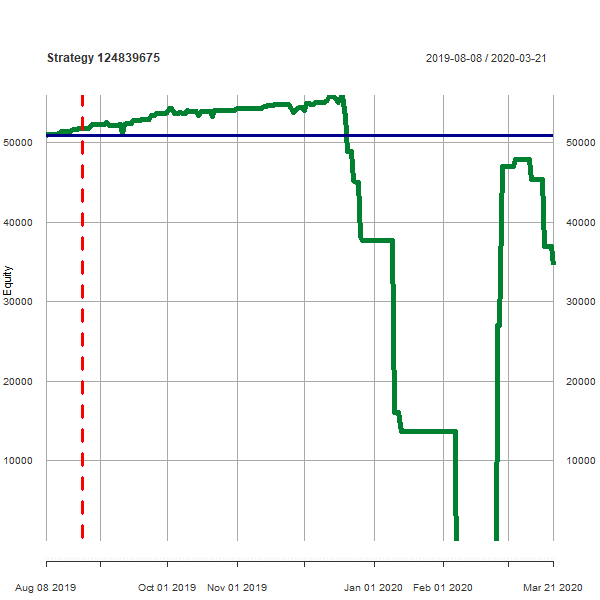 Strategy 124839675
2019-08-08 / 2020-03-21
50000
50000
40000
40000
Equity
30000
30000
20000
20000
10000
10000
Aug 08 2019
Oct 01 2019
Nov 01 2019
Jan 01 2020
Feb 01 2020
Mar 21 2020